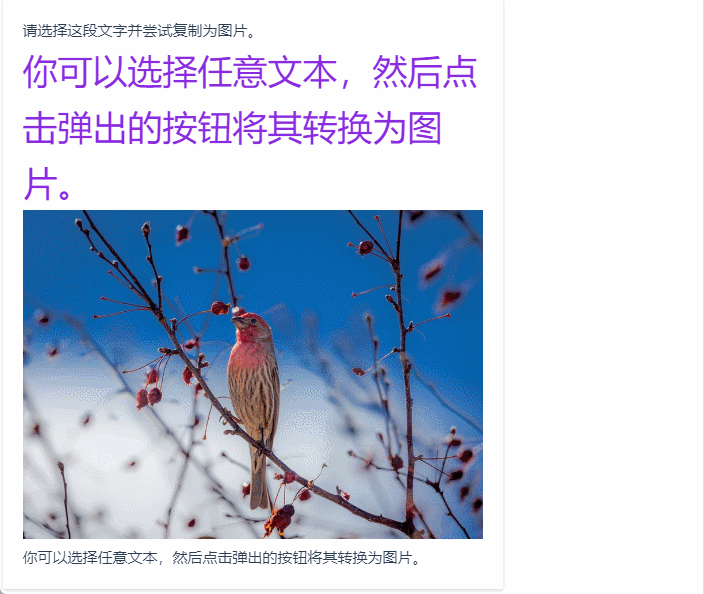 请选择这段文字并尝试复制为图片。
你可以选择任意文本，然后点
击弹出的按钮将其转换为图
片。
你可以选择任意文本，然后点击弹出的按钮将其转换为图片。